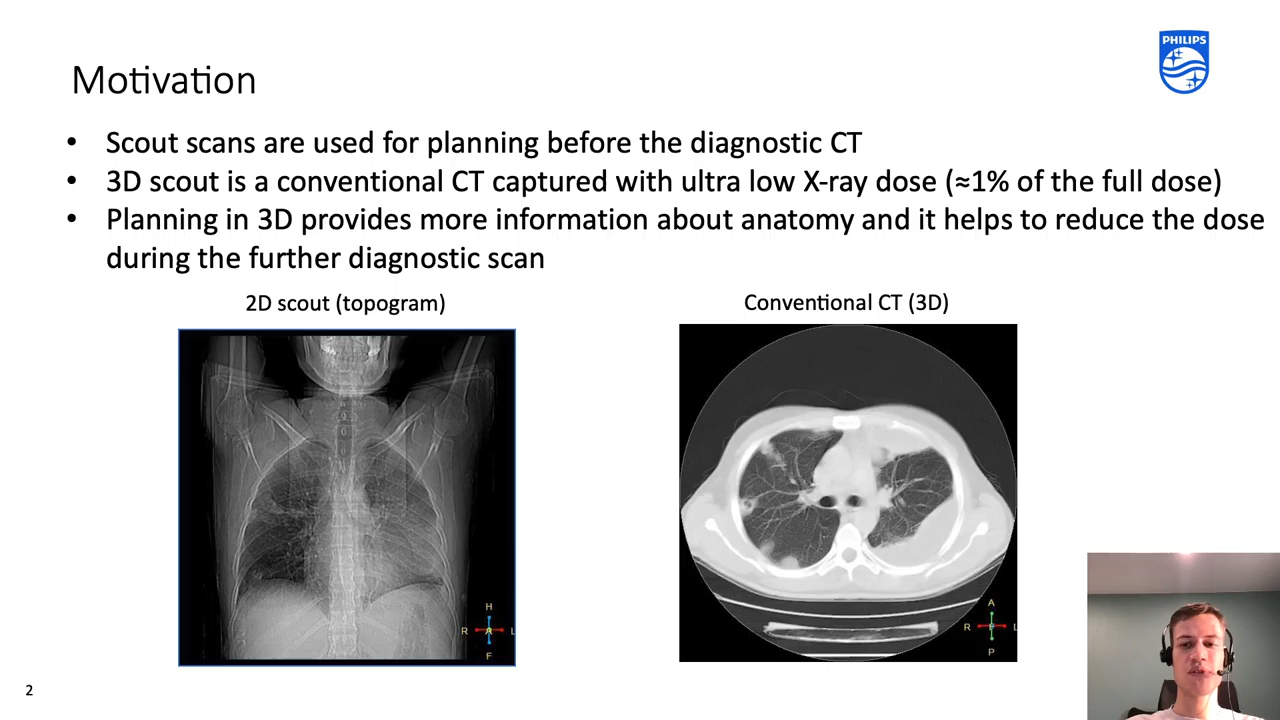 PHILIPS
Motivation
• Scout scans are used for planning before the diagnostic CT
• 3D scout is a conventional CT captured with ultra low X-ray dose (≈1% of the full dose)
• Planning in 3D provides more information about anatomy and it helps to reduce the dose
during the further diagnostic scan
2D scout (topogram)
Conventional CT (3D)
H
R A L
F
A
R F L
P
2